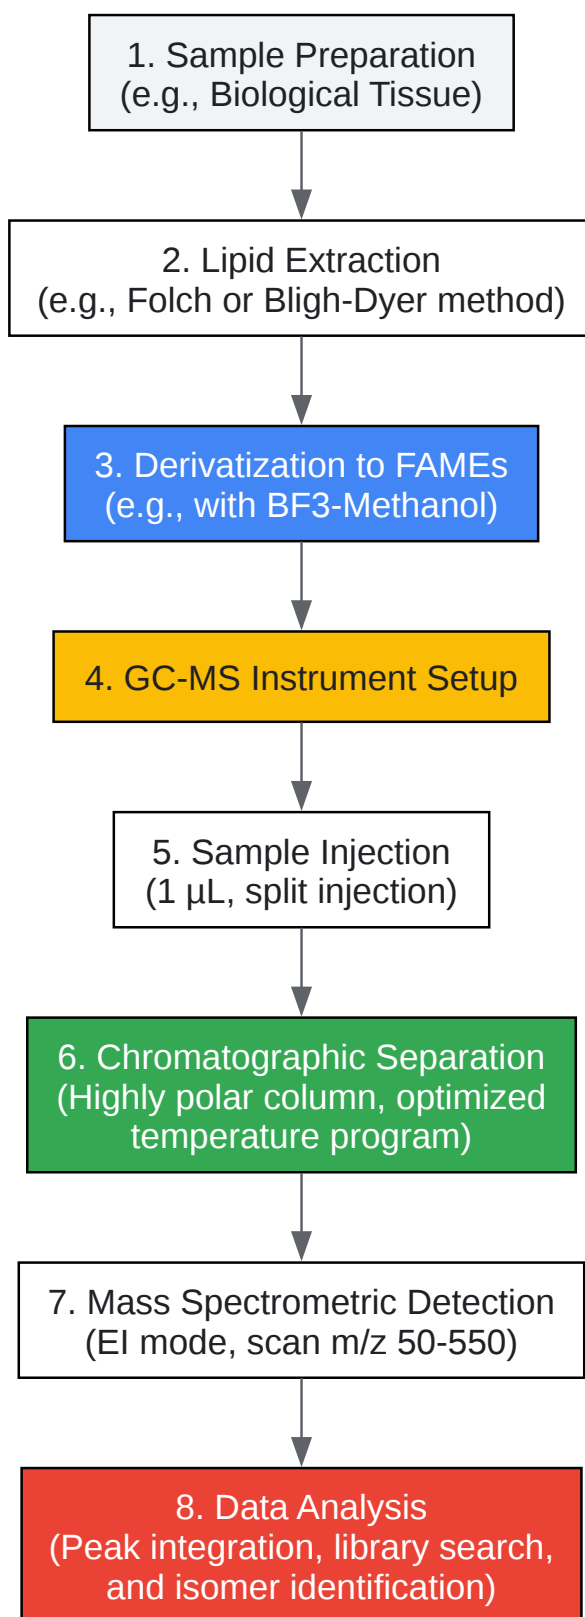 1. Sample Preparation
(e.g., Biological Tissue)
2. Lipid Extraction
(e.g., Folch or Bligh-Dyer method)
3. Derivatization to FAMEs
(e.g., with BF3-Methanol)
4. GC-MS Instrument Setup
5. Sample Injection
(1 µL, split injection)
6. Chromatographic Separation
(Highly polar column, optimized
temperature program)
7. Mass Spectrometric Detection
(EI mode, scan m/z 50-550)
8. Data Analysis
(Peak integration, library search,
and isomer identification)